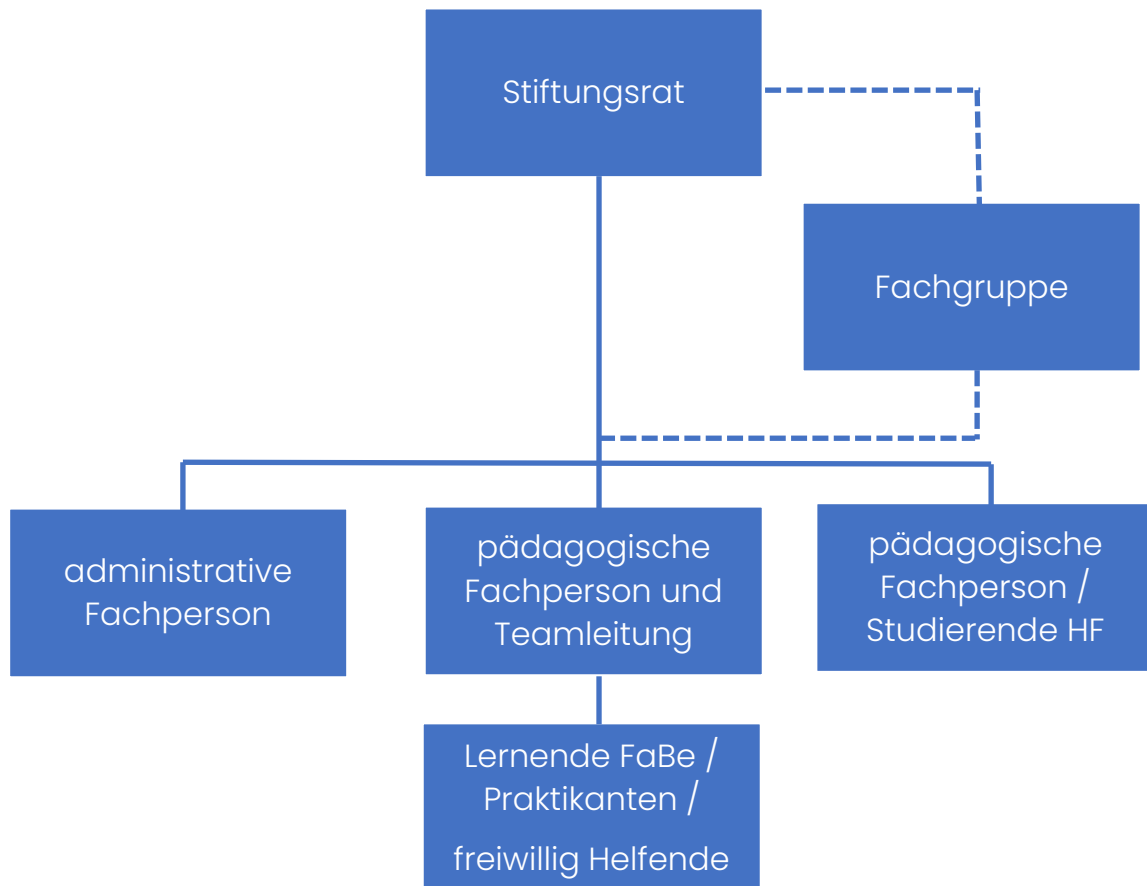 Stiftungsrat
Fachgruppe
administrative
Fachperson
pädagogische
Fachperson und
Teamleitung
pädagogische
Fachperson /
Studierende HF
Lernende FaBe /
Praktikanten /
freiwillig Helfende